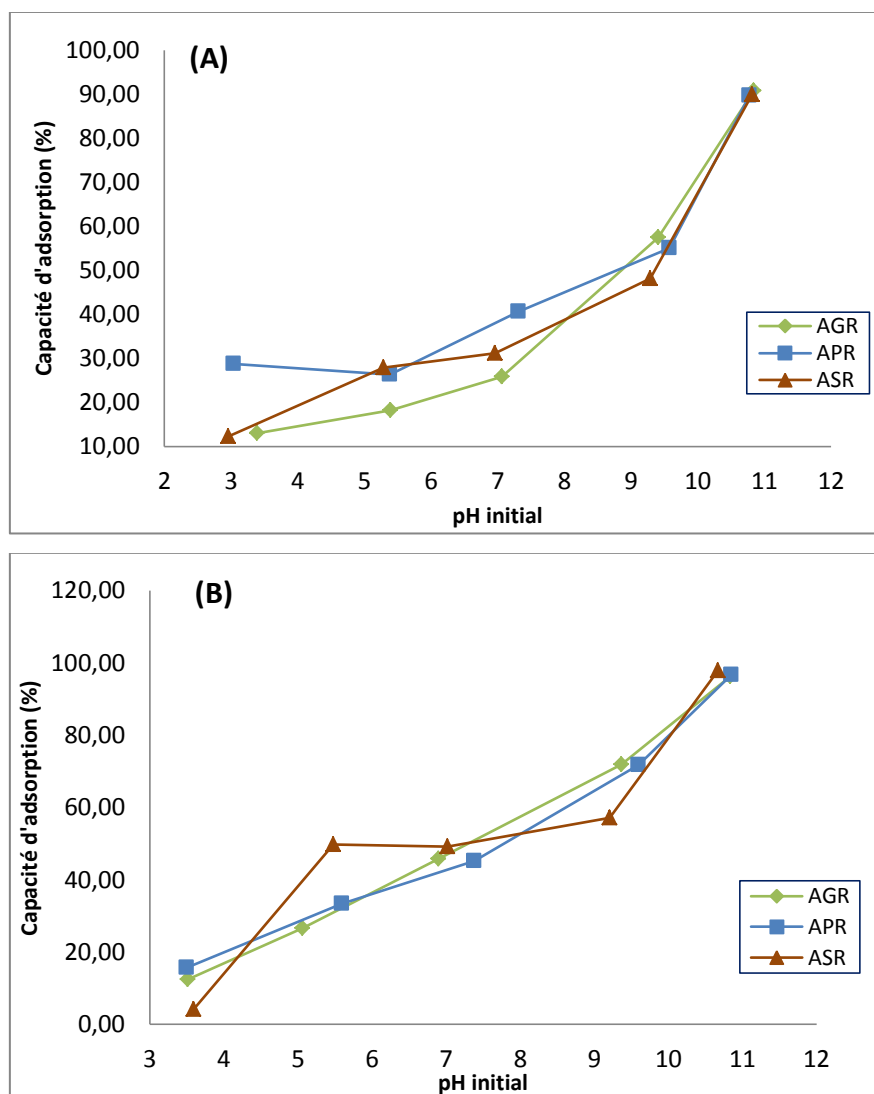 (A)
Capacité d'adsorption (%)
100,00
90,00
80,00
70,00
60,00
50,00
40,00
30,00
20,00
10,00
2 3 4 5 6 7 8 9 10 11 12
pH initial
AGR
APR
ASR
(B)
Capacité d'adsorption (%)
120,00
100,00
80,00
60,00
40,00
20,00
0,00
3 4 5 6 7 8 9 10 11 12
pH initial
AGR
APR
ASR